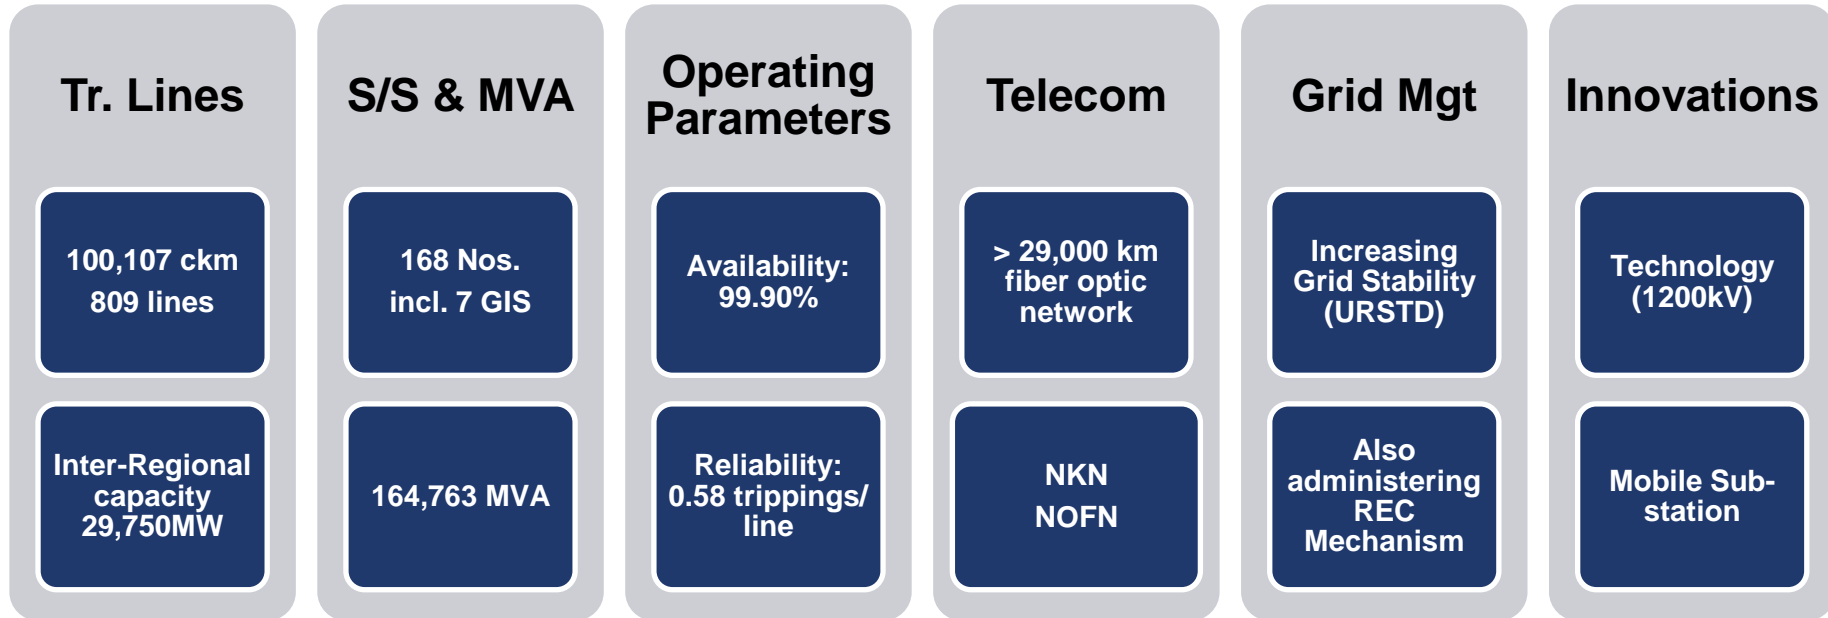 Tr. Lines
100,107 ckm
809 lines
Inter-Regional
capacity
29,750MW
S/S & MVA
168 Nos.
incl. 7 GIS
164,763 MVA
Operating
Parameters
Availability:
99.90%
Reliability:
0.58 trippings/
line
Telecom
> 29,000 km
fiber optic
network
NKN
NOFN
Grid Mgt
Increasing
Grid Stability
(URSTD)
Also
administering
REC
Mechanism
Innovations
Technology
(1200kV)
Mobile Sub-
station